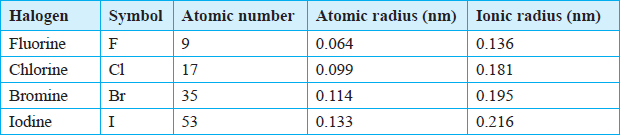 Halogen Symbol Atomic number Atomic radius (nm) Ionic radius (nm)
Fluorine F 9 0.064 0.136
Chlorine Cl 17 0.099 0.181
Bromine Br 35 0.114 0.195
Iodine I 53 0.133 0.216